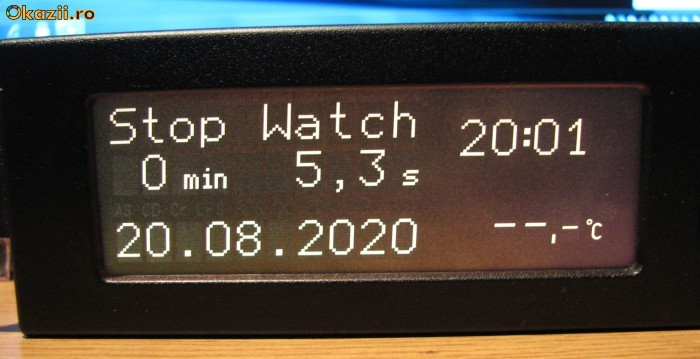 Okazii.ro
Stop Watch
20:01
0 min 5,3 s
20.08.2020
--,-°C